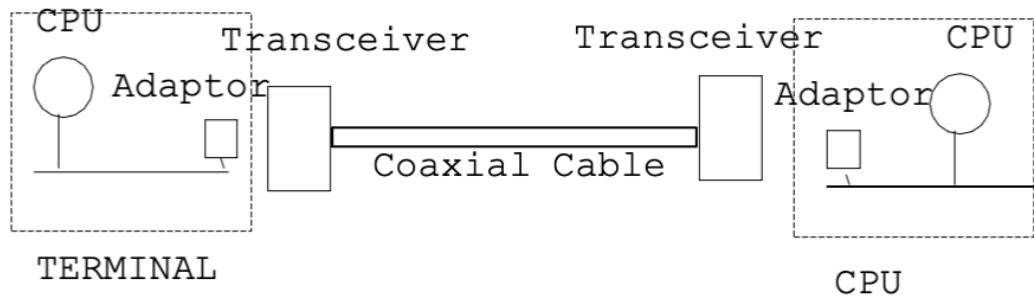 CPU
Transceiver
Transceiver
CPU
Adaptor
Adaptor
Coaxial Cable
TERMINAL
CPU